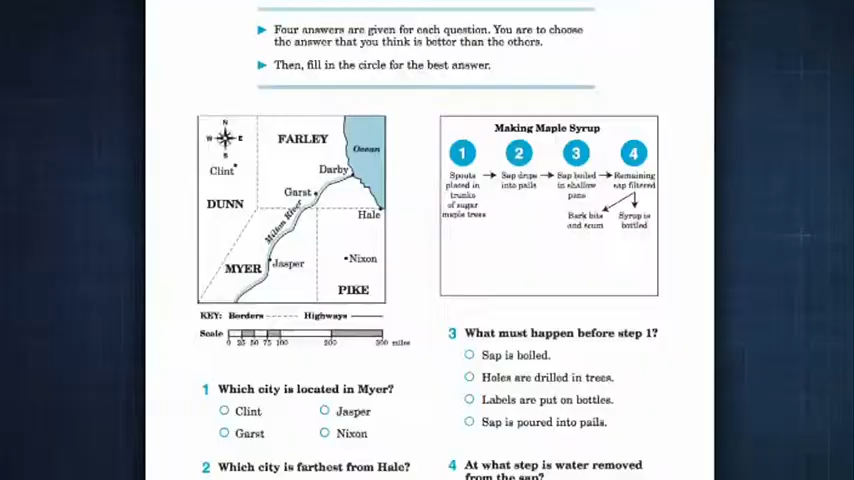 Four answers are given for each question. You are to choose
the answer that you think is better than the others.
Then, fill in the circle for the best answer.
N
W E
S
FARLEY
Ocean
Clint
Darby
Garst
DUNN
Hale
Milton River
MYER
Jasper
Nixon
PIKE
KEY: Borders Highways
Scale
0 25 50 75 100 200 300 miles
1 Which city is located in Myer?
Clint Jasper
Garst Nixon
2 Which city is farthest from Hale?
Making Maple Syrup
1 2 3 4
Spouts
placed in
trunks
of sugar
maple trees
Sap drips
into pails
Sap boiled
in shallow
pans
Remaining
sap filtered
Bark bits
and scum
Syrup is
bottled
3 What must happen before step 1?
Sap is boiled.
Holes are drilled in trees.
Labels are put on bottles.
Sap is poured into pails.
4 At what step is water removed
from the sap?